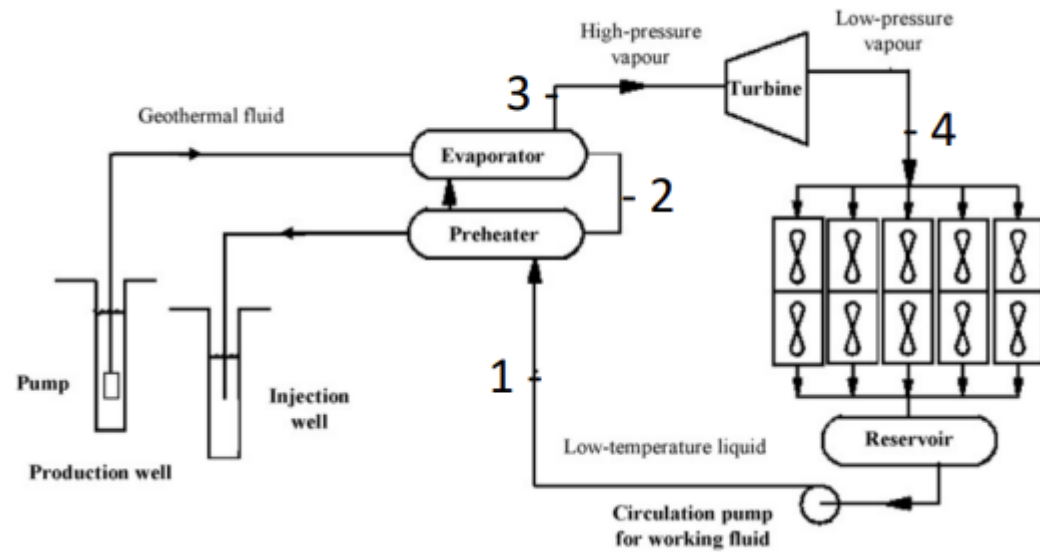 High-pressure
vapour
Low-pressure
vapour
3
Turbine
Geothermal fluid
4
Evaporator
2
Preheater
1
Pump
Injection
well
Production well
Reservoir
Low-temperature liquid
Circulation pump
for working fluid